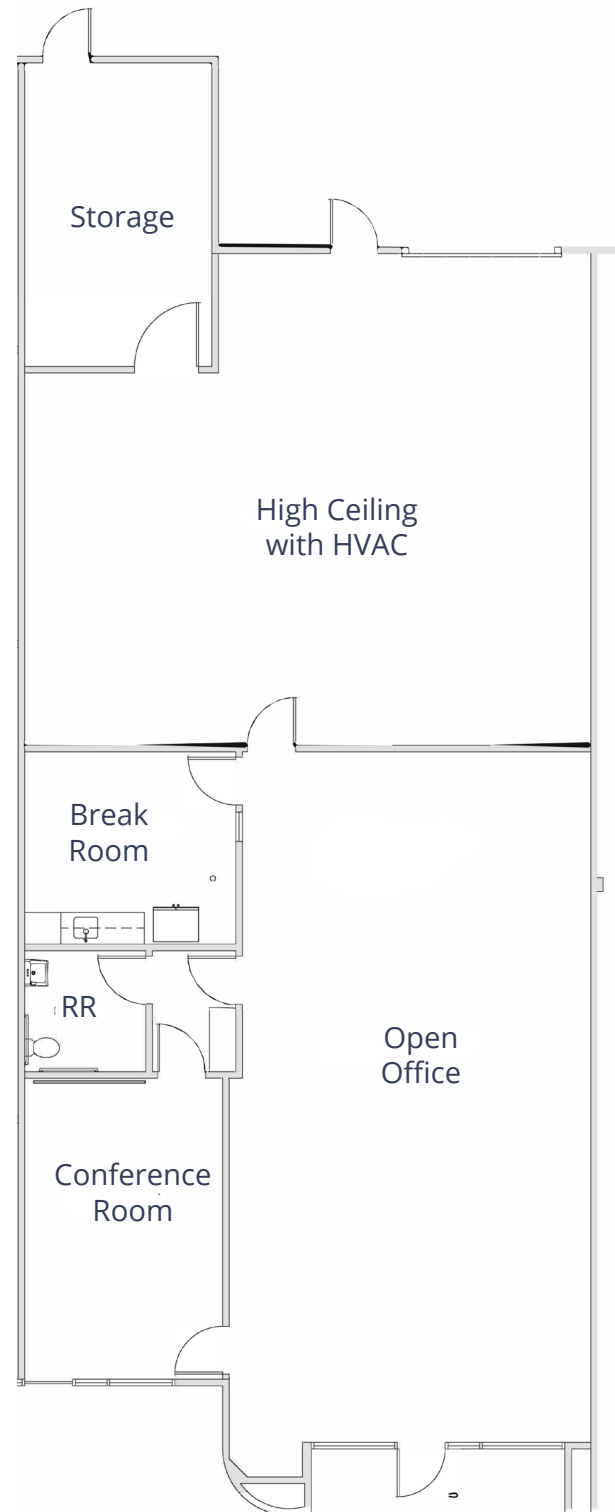 Storage
High Ceiling
with HVAC
Break
Room
RR
Open
Office
Conference
Room